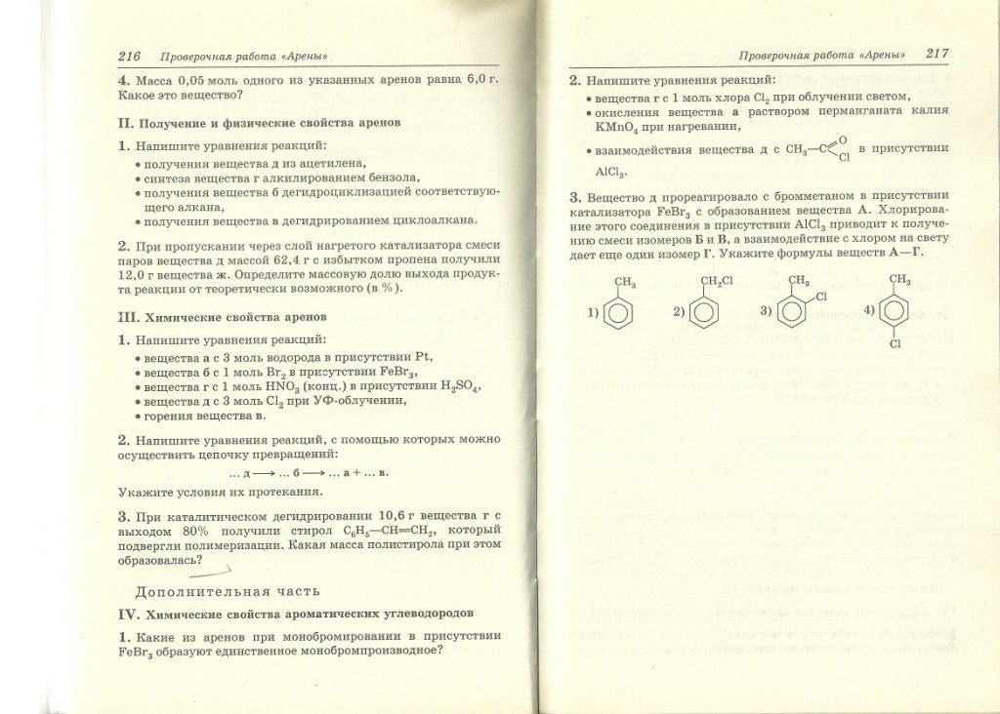 216 Проверочная работа «Арены»
4. Масса 0,05 моль одного из указанных аренов равна 6,0 г.
Какое это вещество?
II. Получение и физические свойства аренов
1. Напишите уравнения реакций:
• получения вещества д из ацетилена,
• синтеза вещества г алкилированием бензола,
• получения вещества б дегидроциклизацией соответствую-
щего алкана,
• получения вещества в дегидрированием циклоалкана.
2. При пропускании через слой нагретого катализатора смеси
паров вещества д массой 62,4 г с избытком пропена получили
12,0 г вещества ж. Определите массовую долю выхода продук-
та реакции от теоретически возможного (в %).
III. Химические свойства аренов
1. Напишите уравнения реакций:
• вещества а с 3 моль водорода в присутствии Pt,
• вещества б с 1 моль Br₂ в присутствии FeBr₃,
• вещества г с 1 моль HNO₃ (конц.) в присутствии H₂SO₄,
• вещества д с 3 моль Cl₂ при УФ-облучении,
• горения вещества в.
2. Напишите уравнения реакций, с помощью которых можно
осуществить цепочку превращений:
... д ⟶ ... б ⟶ ... а + ... в.
Укажите условия их протекания.
3. При каталитическом дегидрировании 10,6 г вещества г с
выходом 80% получили стирол C₆H₅—CH=CH₂, который
подвергли полимеризации. Какая масса полистирола при этом
образовалась?
Дополнительная часть
IV. Химические свойства ароматических углеводородов
1. Какие из аренов при монобромировании в присутствии
FeBr₃ образуют единственное монобромпроизводное?
Проверочная работа «Арены» 217
2. Напишите уравнения реакций:
• вещества г с 1 моль хлора Cl₂ при облучении светом,
• окисления вещества а раствором перманганата калия
KMnO₄ при нагревании,
• взаимодействия вещества д с CH₃—C O Cl в присутствии
AlCl₃.
3. Вещество д прореагировало с бромметаном в присутствии
катализатора FeBr₃ с образованием вещества А. Хлорирова-
ние этого соединения в присутствии AlCl₃ приводит к получе-
нию смеси изомеров Б и В, а взаимодействие с хлором на свету
дает еще один изомер Г. Укажите формулы веществ А—Г.
CH₃ CH₂Cl CH₃ CH₃
1) 2) 3) Cl 4)
Cl